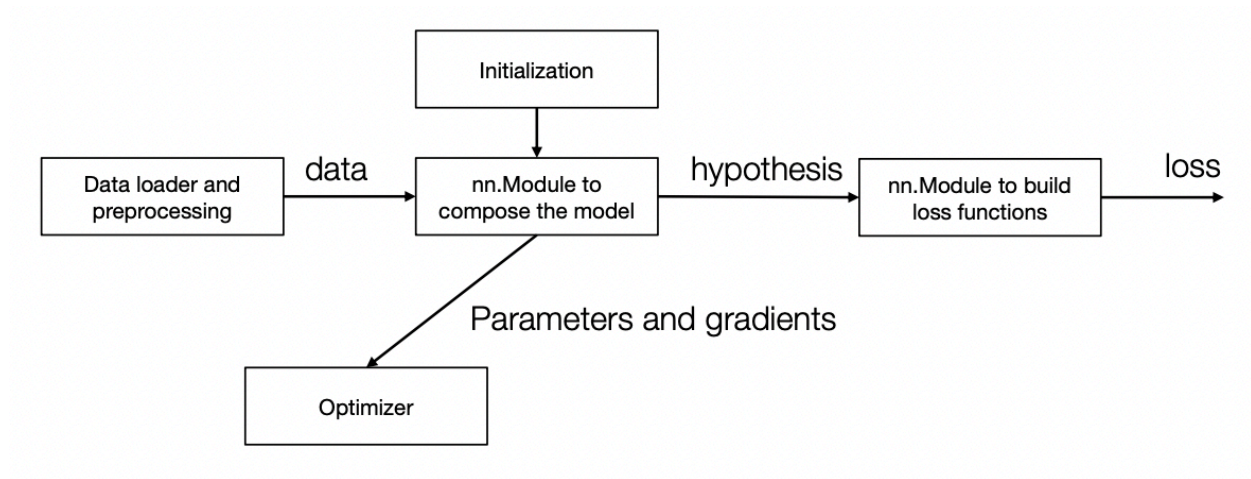 Initialization
Data loader and
preprocessing
data
nn.Module to
compose the model
hypothesis
nn.Module to build
loss functions
loss
Parameters and gradients
Optimizer